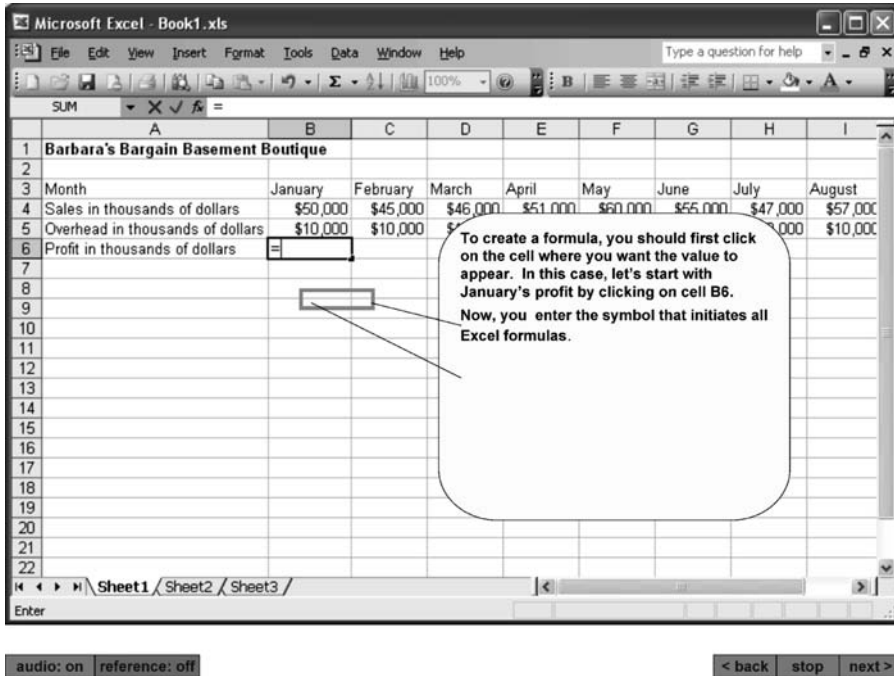 Microsoft Excel - Book1.xls
File Edit View Insert Format Tools Data Window Help Type a question for help
Σ 100% B A
SUM X ✓ fx =
A B C D E F G H I
1 Barbara's Bargain Basement Boutique
2
3 Month January February March April May June July August
4 Sales in thousands of dollars $50,000 $45,000 $46,000 $51,000 $60,000 $55,000 $47,000 $57,000
5 Overhead in thousands of dollars $10,000 $10,000 $10,000
6 Profit in thousands of dollars =
7
8
9
10
11
12
13
14
15
16
17
18
19
20
21
22
To create a formula, you should first click
on the cell where you want the value to
appear. In this case, let's start with
January's profit by clicking on cell B6.
Now, you enter the symbol that initiates all
Excel formulas.
Sheet1 / Sheet2 / Sheet3 /
Enter
audio: on reference: off < back stop next >